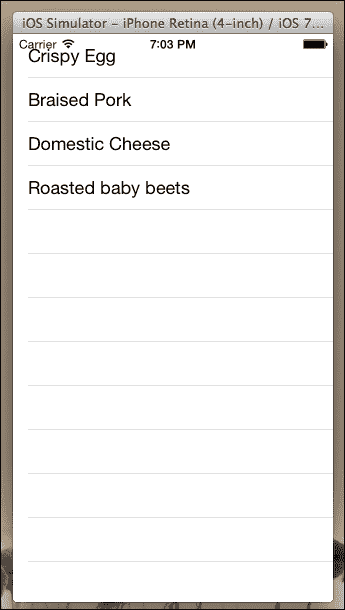 iOS Simulator – iPhone Retina (4-inch) / iOS 7...
Carrier 7:03 PM
Crispy Egg
Braised Pork
Domestic Cheese
Roasted baby beets